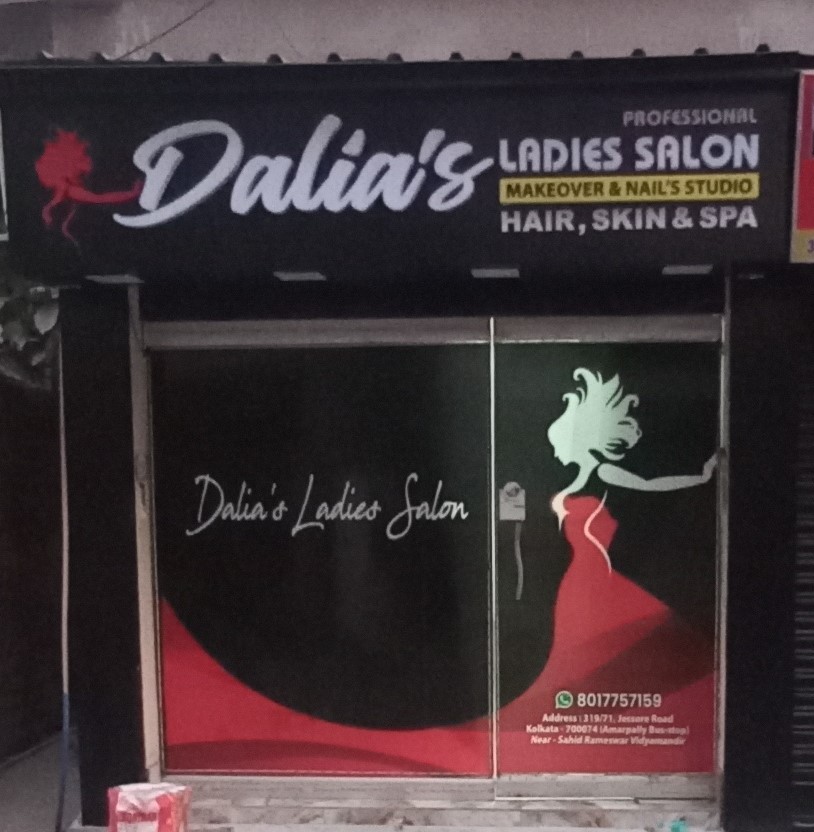 Dalia's
PROFESSIONAL
LADIES SALON
MAKEOVER & NAIL'S STUDIO
HAIR, SKIN & SPA
Dalia's Ladies Salon
8017757159
Address : 319/71, Jessore Road
Kolkata - 700074 (Amarpally Bus-stop)
Near - Sahid Rameswar Vidyamandir